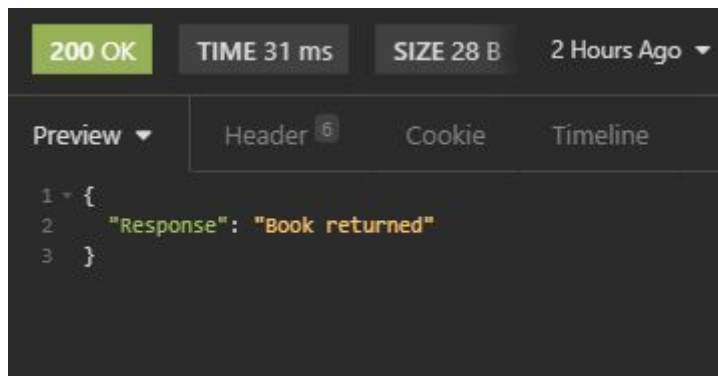 200 OK TIME 31 ms SIZE 28 B 2 Hours Ago
Preview Header 6 Cookie Timeline
1 {
2 "Response": "Book returned"
3 }